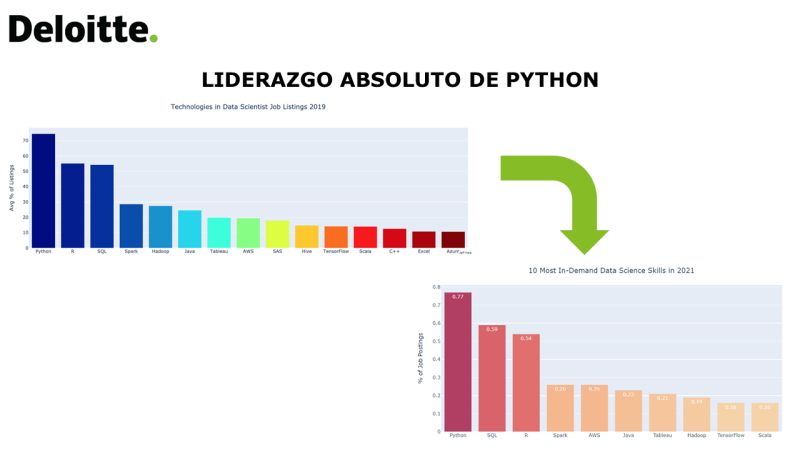 Deloitte.
LIDERAZGO ABSOLUTO DE PYTHON
Technologies in Data Scientist Job Listings 2019
Avg % of Listings
70
60
50
40
30
20
10
0
Python R SQL Spark Hadoop Java Tableau AWS SAS Hive TensorFlow Scala C++ Excel Azure
10 Most In-Demand Data Science Skills in 2021
% of Job Postings
0.8
0.7
0.6
0.5
0.4
0.3
0.2
0.1
0
0.77 0.59 0.54 0.26 0.26 0.23 0.21 0.19 0.16 0.16
Python SQL R Spark AWS Java Tableau Hadoop TensorFlow Scala